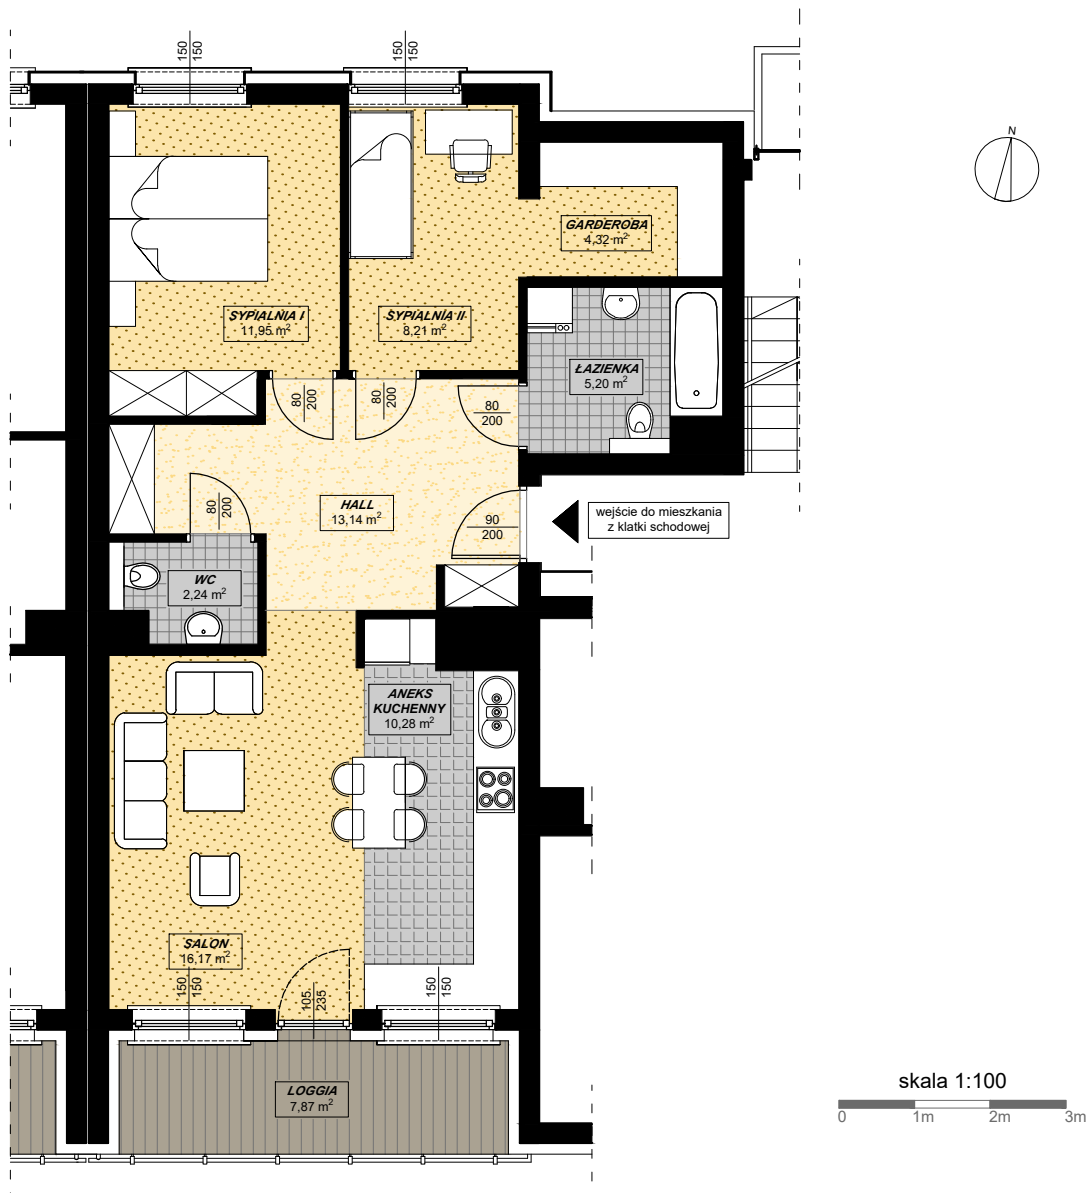 150
150
150
150
N
GARDEROBA
4,32 m²
SYPIALNIA I
11,95 m²
SYPIALNIA II
8,21 m²
ŁAZIENKA
5,20 m²
80
200
80
200
80
200
80
200
HALL
13,14 m²
90
200
wejście do mieszkania
z klatki schodowej
WC
2,24 m²
ANEKS
KUCHENNY
10,28 m²
SALON
16,17 m²
150
150
105
235
150
150
LOGGIA
7,87 m²
skala 1:100
0 1m 2m 3m